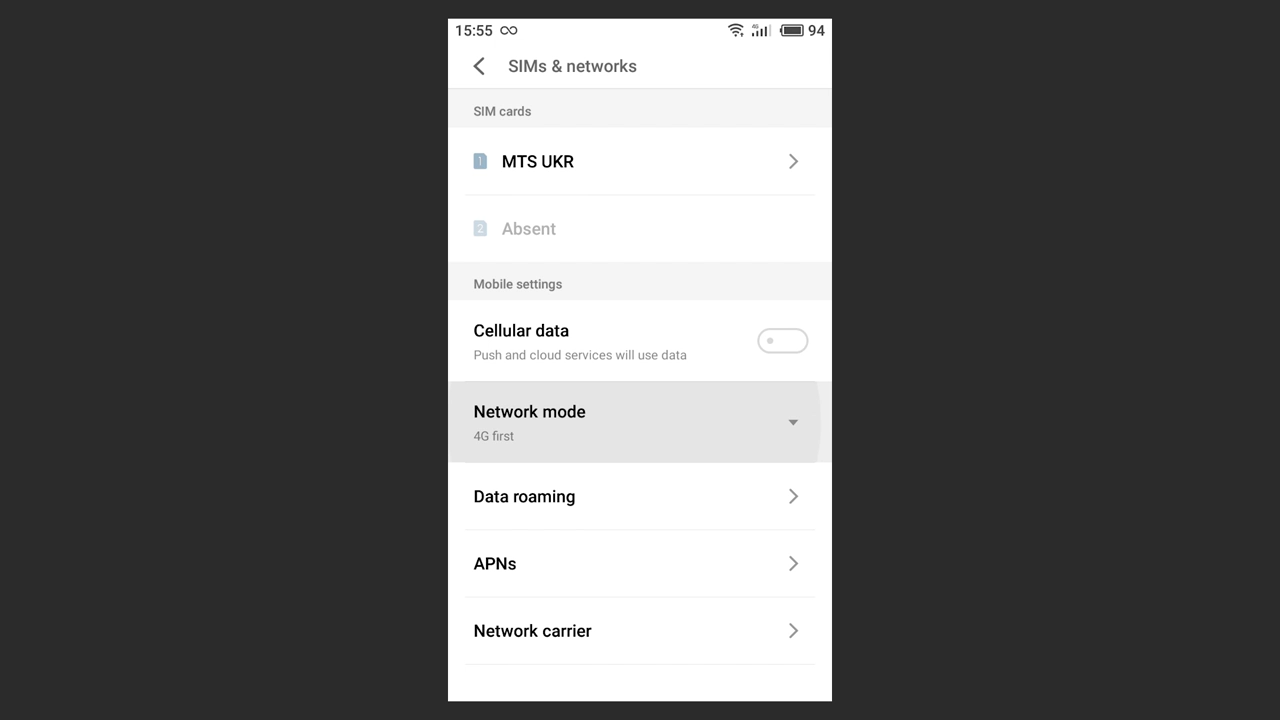 15:55 94
SIMs & networks
SIM cards
1 MTS UKR
2 Absent
Mobile settings
Cellular data
Push and cloud services will use data
Network mode
4G first
Data roaming
APNs
Network carrier